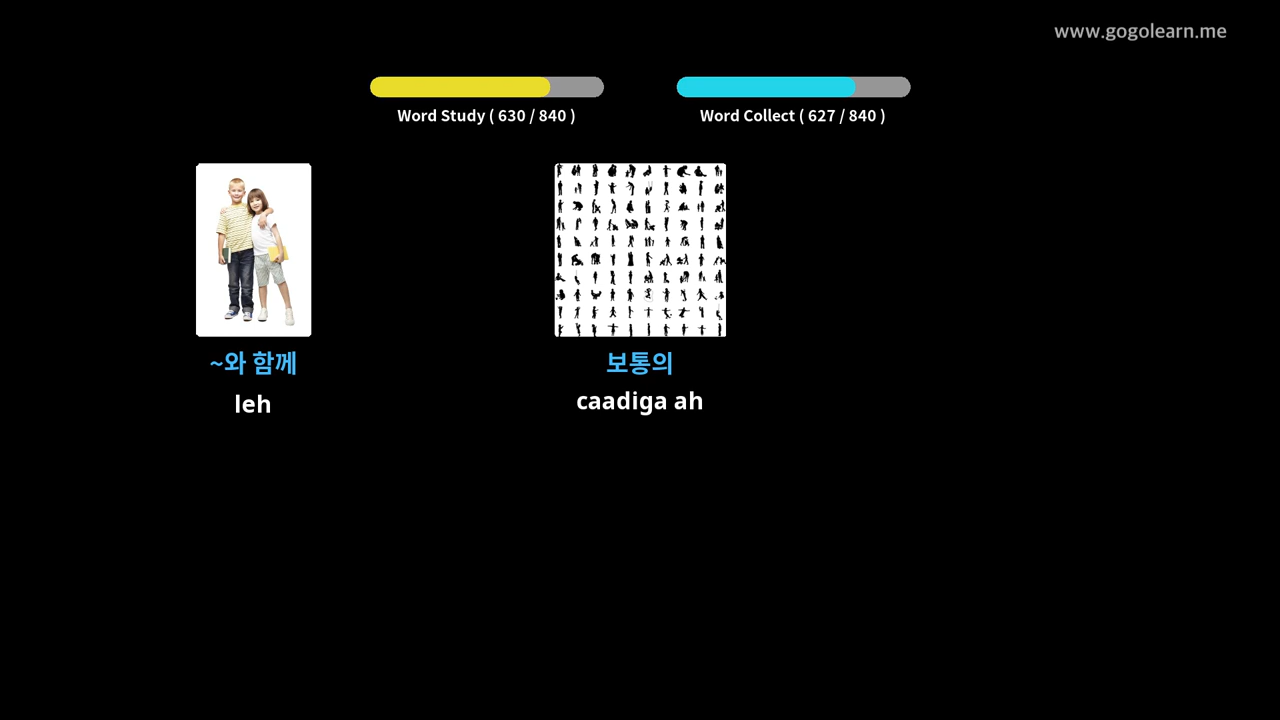 www.gogolearn.me
Word Study ( 630 / 840 )
Word Collect ( 627 / 840 )
~와 함께
leh
보통의
caadiga ah